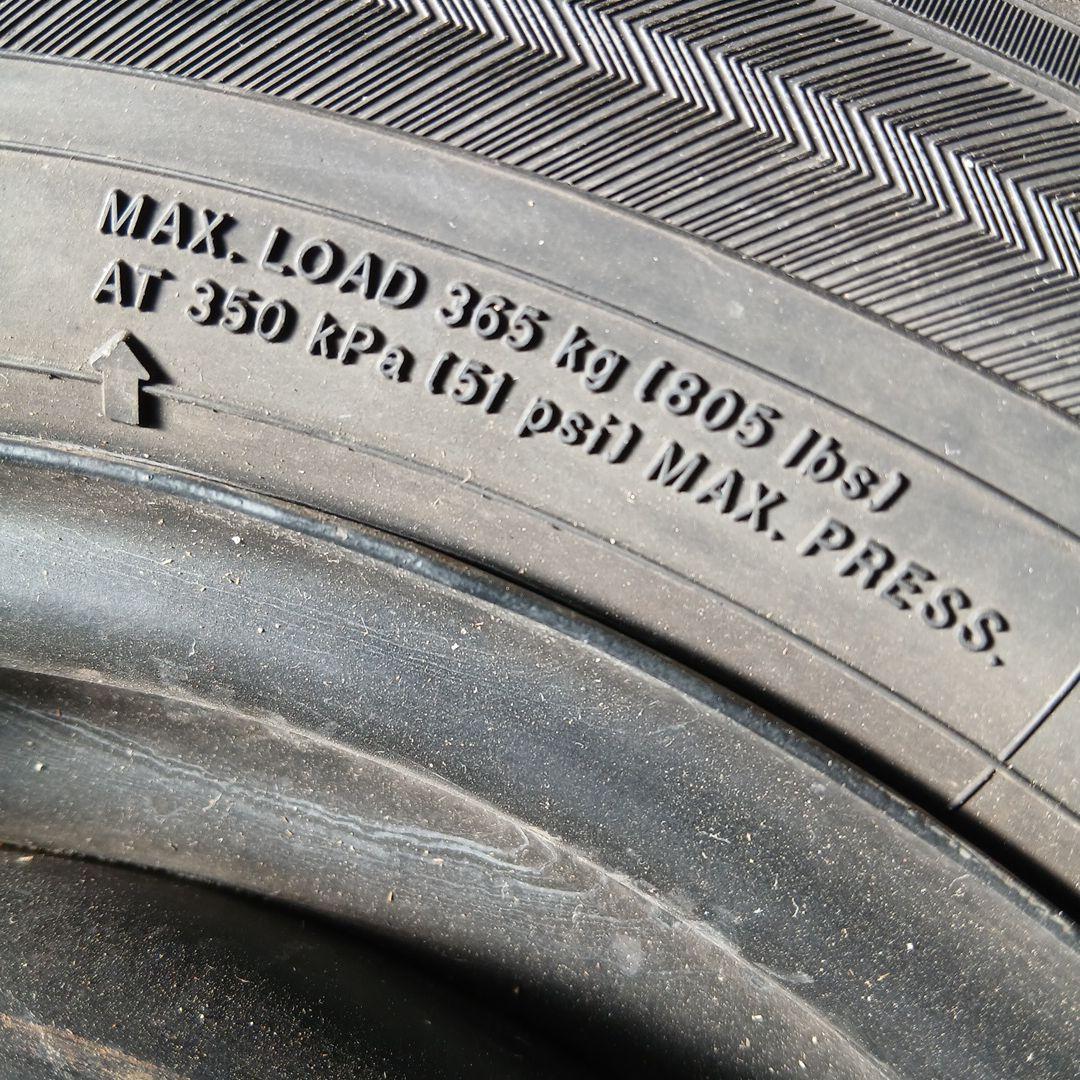 MAX. LOAD 365 kg (805 lbs)
AT 350 kPa (51 psi) MAX. PRESS.